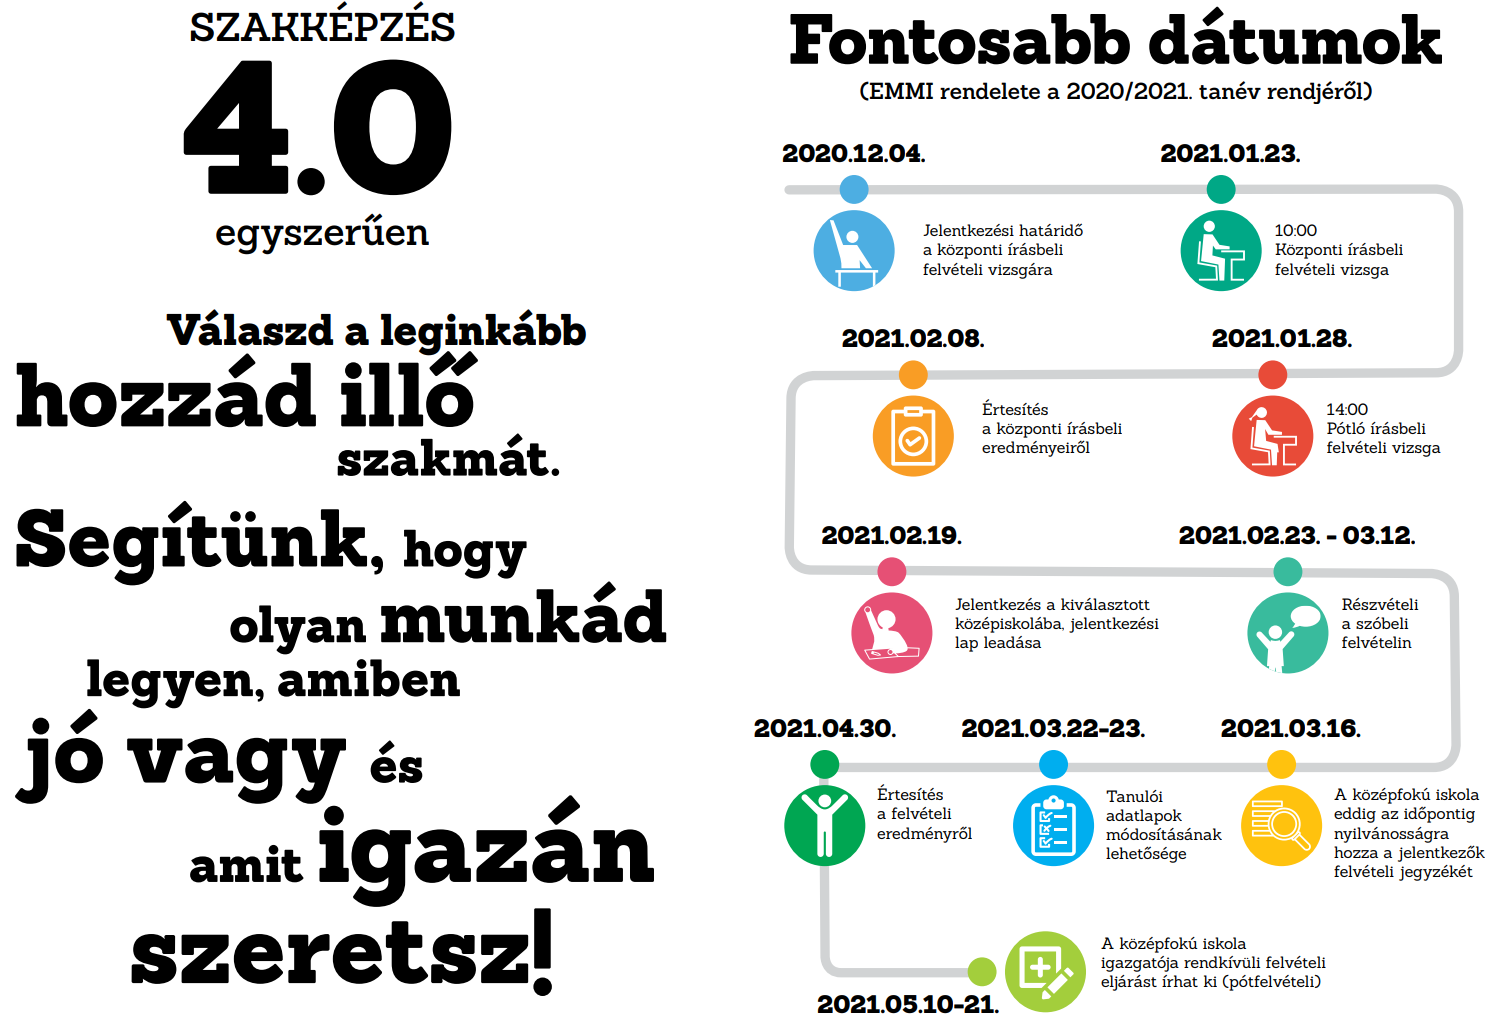 SZAKKÉPZÉS
4.0
egyszerűen
Válaszd a leginkább
hozzád illő
szakmát.
Segítünk, hogy
olyan munkád
legyen, amiben
jó vagy és
amit igazán
szeretsz!
Fontosabb dátumok
(EMMI rendelete a 2020/2021. tanév rendjéről)
2020.12.04.
Jelentkezési határidő
a központi írásbeli
felvételi vizsgára
2021.01.23.
10:00
Központi írásbeli
felvételi vizsga
2021.01.28.
14:00
Pótló írásbeli
felvételi vizsga
2021.02.08.
Értesítés
a központi írásbeli
eredményeiről
2021.02.19.
Jelentkezés a kiválasztott
középiskolába, jelentkezési
lap leadása
2021.02.23. - 03.12.
Részvételi
a szóbeli
felvételin
2021.03.16.
A középfokú iskola
eddig az időpontig
nyilvánosságra
hozza a jelentkezők
felvételi jegyzékét
2021.03.22-23.
Tanulói
adatlapok
módosításának
lehetősége
2021.04.30.
Értesítés
a felvételi
eredményről
2021.05.10-21.
A középfokú iskola
igazgatója rendkívüli felvételi
eljárást írhat ki (pótfelvételi)